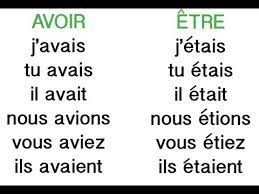 AVOIR ÊTRE
j'avais j'étais
tu avais tu étais
il avait il était
nous avions nous étions
vous aviez vous étiez
ils avaient ils étaient